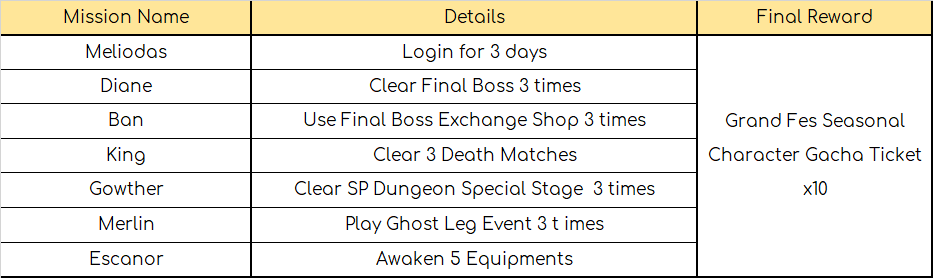 Mission Name Details Final Reward
Meliodas Login for 3 days
Diane Clear Final Boss 3 times
Ban Use Final Boss Exchange Shop 3 times
King Clear 3 Death Matches
Gowther Clear SP Dungeon Special Stage  3 times
Merlin Play Ghost Leg Event 3 t imes
Escanor Awaken 5 Equipments
Grand Fes Seasonal
Character Gacha Ticket
x10